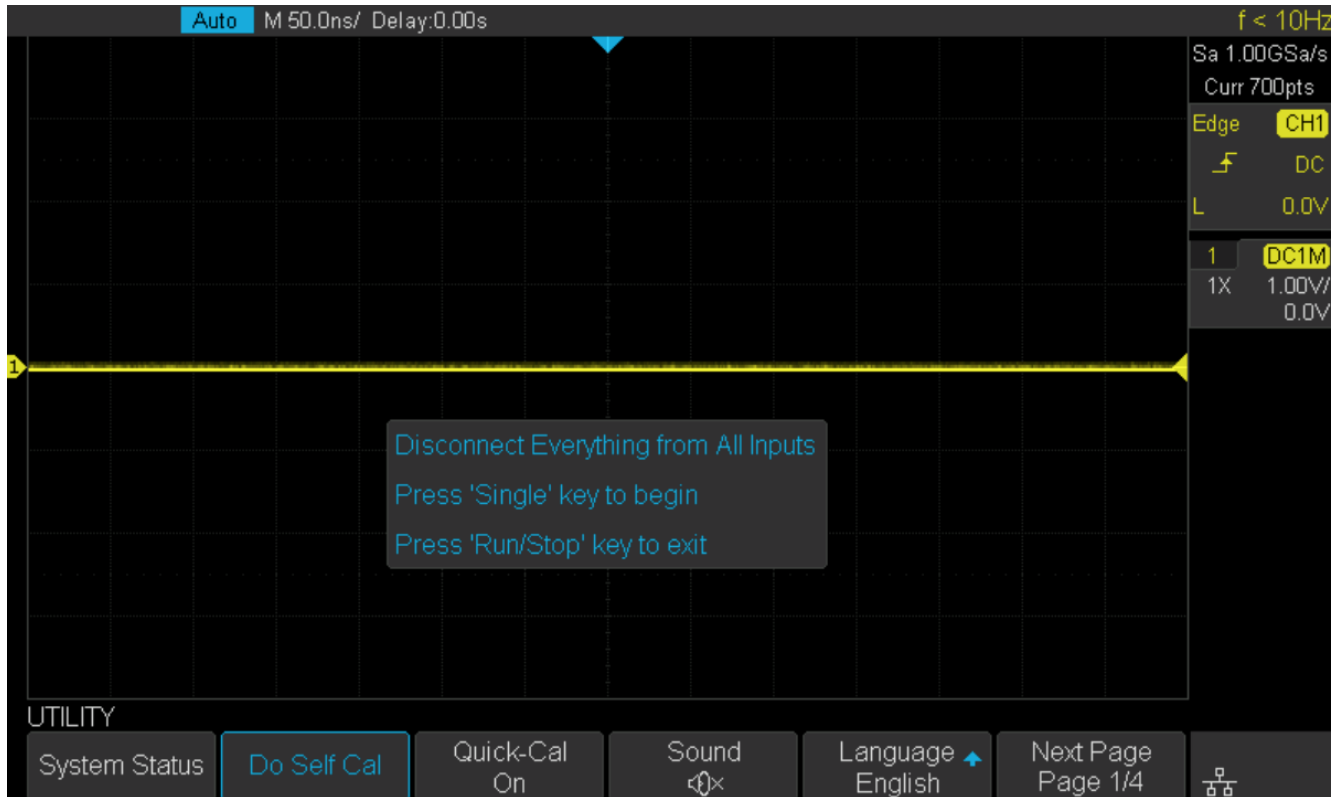 Auto M 50.0ns/ Delay:0.00s f < 10Hz
Sa 1.00GSa/s
Curr 700pts
Edge CH1
DC
L 0.0V
1 DC1M
1X 1.00V/
0.0V
1
Disconnect Everything from All Inputs
Press 'Single' key to begin
Press 'Run/Stop' key to exit
UTILITY
System Status
Do Self Cal
Quick-Cal
On
Sound
Language
English
Next Page
Page 1/4